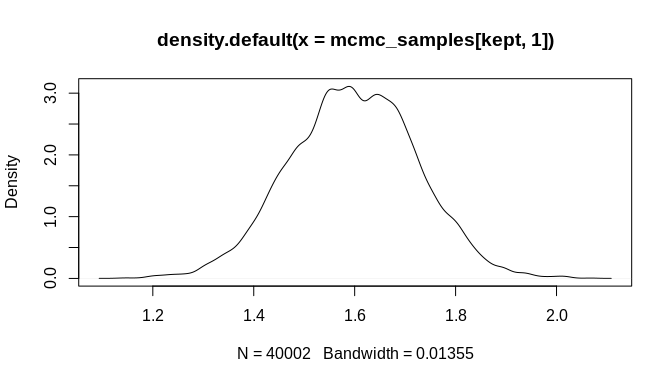 density.default(x = mcmc_samples[kept, 1])
Density
3.0
2.0
1.0
0.0
1.2 1.4 1.6 1.8 2.0
N = 40002 Bandwidth = 0.01355